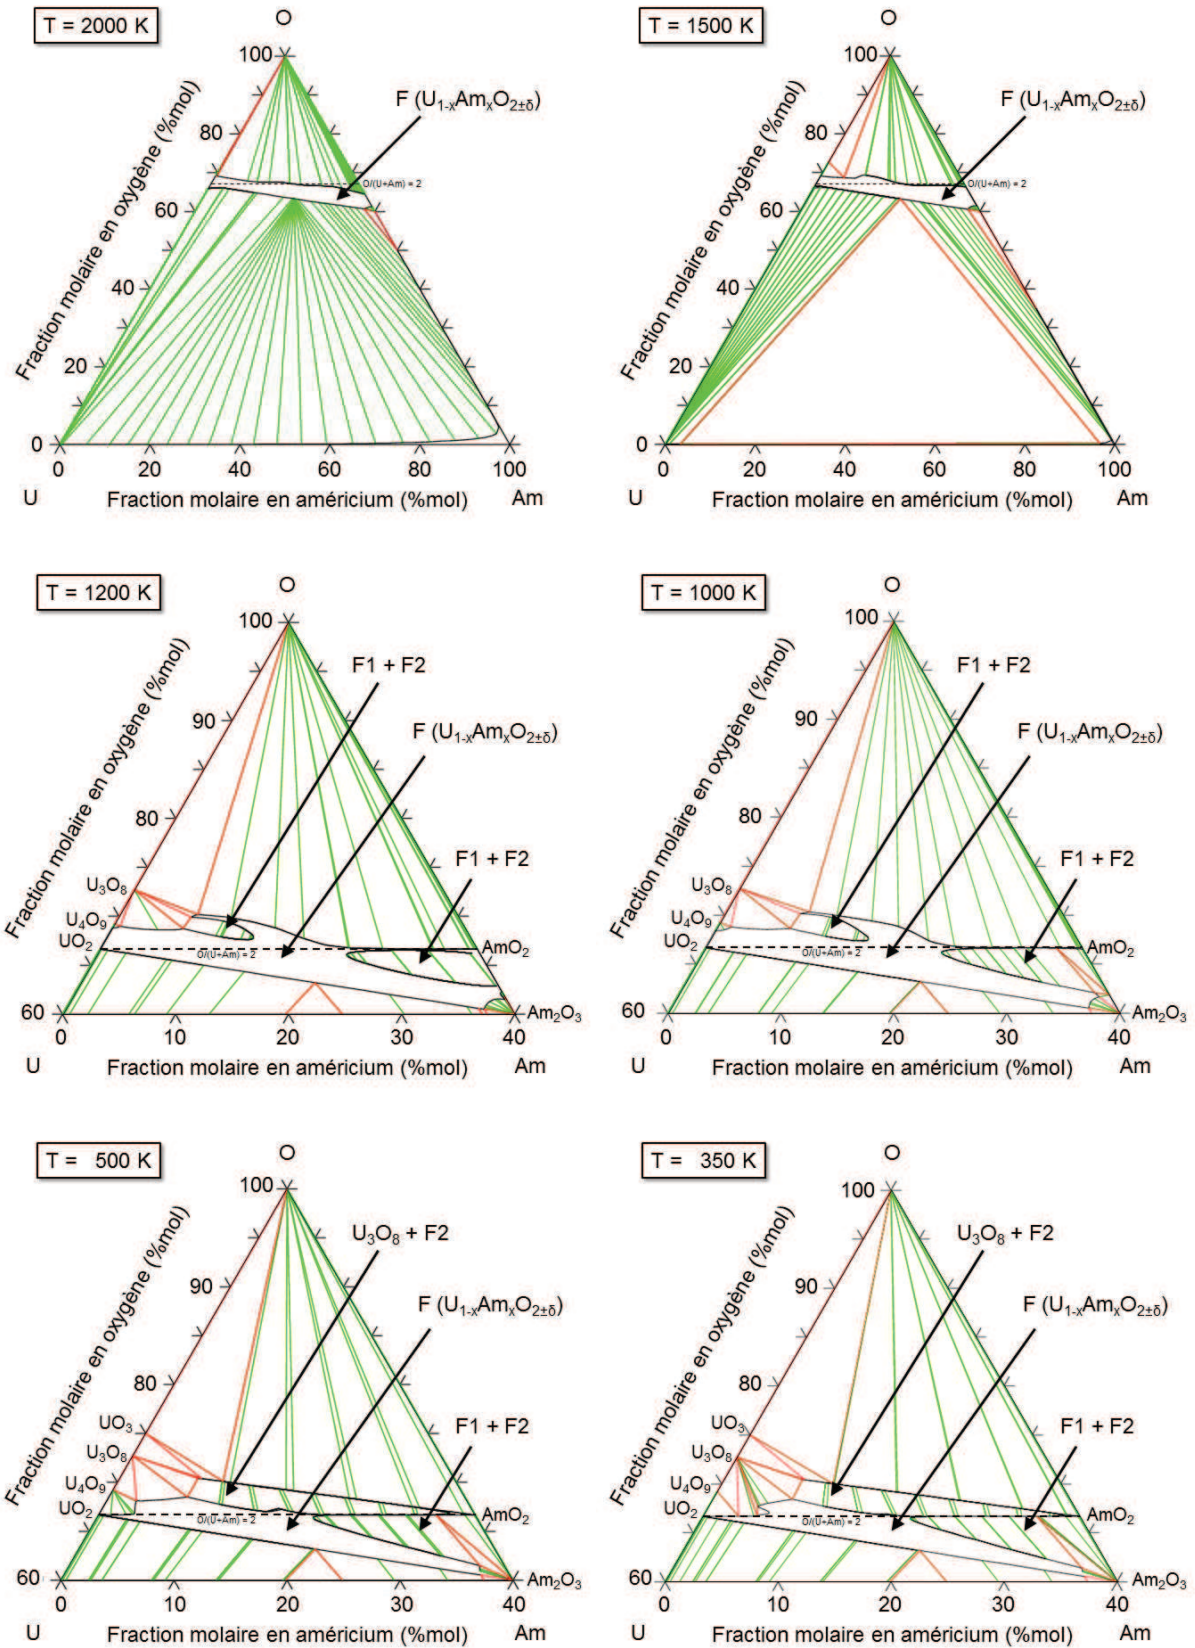 T = 2000 K
O
100
F (U₁₋ₓAmₓO₂±δ)
80
O/(U+Am) = 2
60
40
20
0
Fraction molaire en oxygène (%mol)
0 20 40 60 80 100
U Fraction molaire en américium (%mol) Am
T = 1500 K
O
100
F (U₁₋ₓAmₓO₂±δ)
80
O/(U+Am) = 2
60
40
20
0
Fraction molaire en oxygène (%mol)
0 20 40 60 80 100
U Fraction molaire en américium (%mol) Am
T = 1200 K
O
100
F1 + F2
90
F (U₁₋ₓAmₓO₂±δ)
80
F1 + F2
U₃O₈
U₄O₉
UO₂
AmO₂
O/(U+Am) = 2
60
Am₂O₃
Fraction molaire en oxygène (%mol)
0 10 20 30 40
U Fraction molaire en américium (%mol) Am
T = 1000 K
O
100
F1 + F2
90
F (U₁₋ₓAmₓO₂±δ)
80
F1 + F2
U₃O₈
U₄O₉
UO₂
AmO₂
O/(U+Am) = 2
60
Am₂O₃
Fraction molaire en oxygène (%mol)
0 10 20 30 40
U Fraction molaire en américium (%mol) Am
T = 500 K
O
100
U₃O₈ + F2
90
F (U₁₋ₓAmₓO₂±δ)
80
UO₃
F1 + F2
U₃O₈
U₄O₉
UO₂
AmO₂
O/(U+Am) = 2
60
Am₂O₃
Fraction molaire en oxygène (%mol)
0 10 20 30 40
U Fraction molaire en américium (%mol) Am
T = 350 K
O
100
U₃O₈ + F2
90
F (U₁₋ₓAmₓO₂±δ)
80
UO₃
F1 + F2
U₃O₈
U₄O₉
UO₂
AmO₂
O/(U+Am) = 2
60
Am₂O₃
Fraction molaire en oxygène (%mol)
0 10 20 30 40
U Fraction molaire en américium (%mol) Am